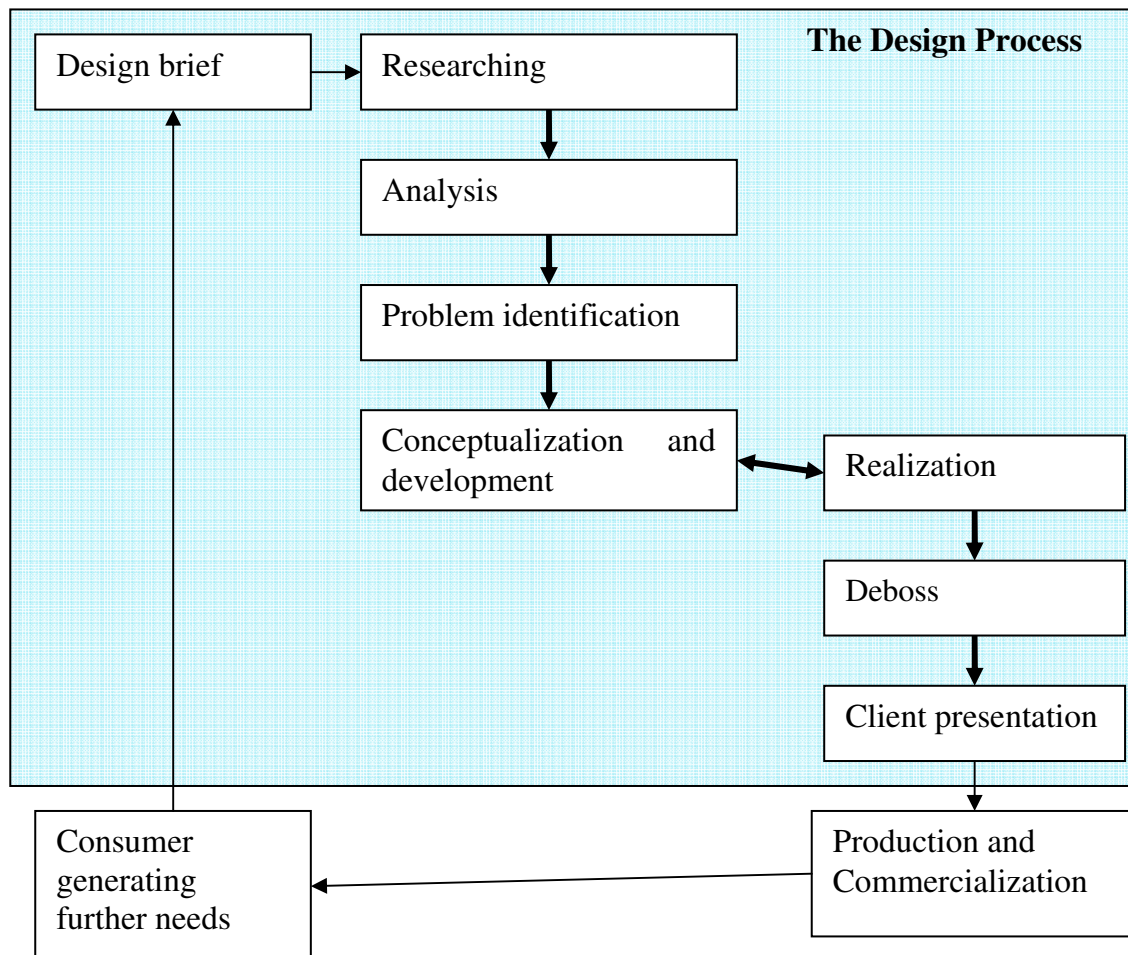 The Design Process
Design brief
Researching
Analysis
Problem identification
Conceptualization and
development
Realization
Deboss
Client presentation
Production and
Commercialization
Consumer
generating
further needs